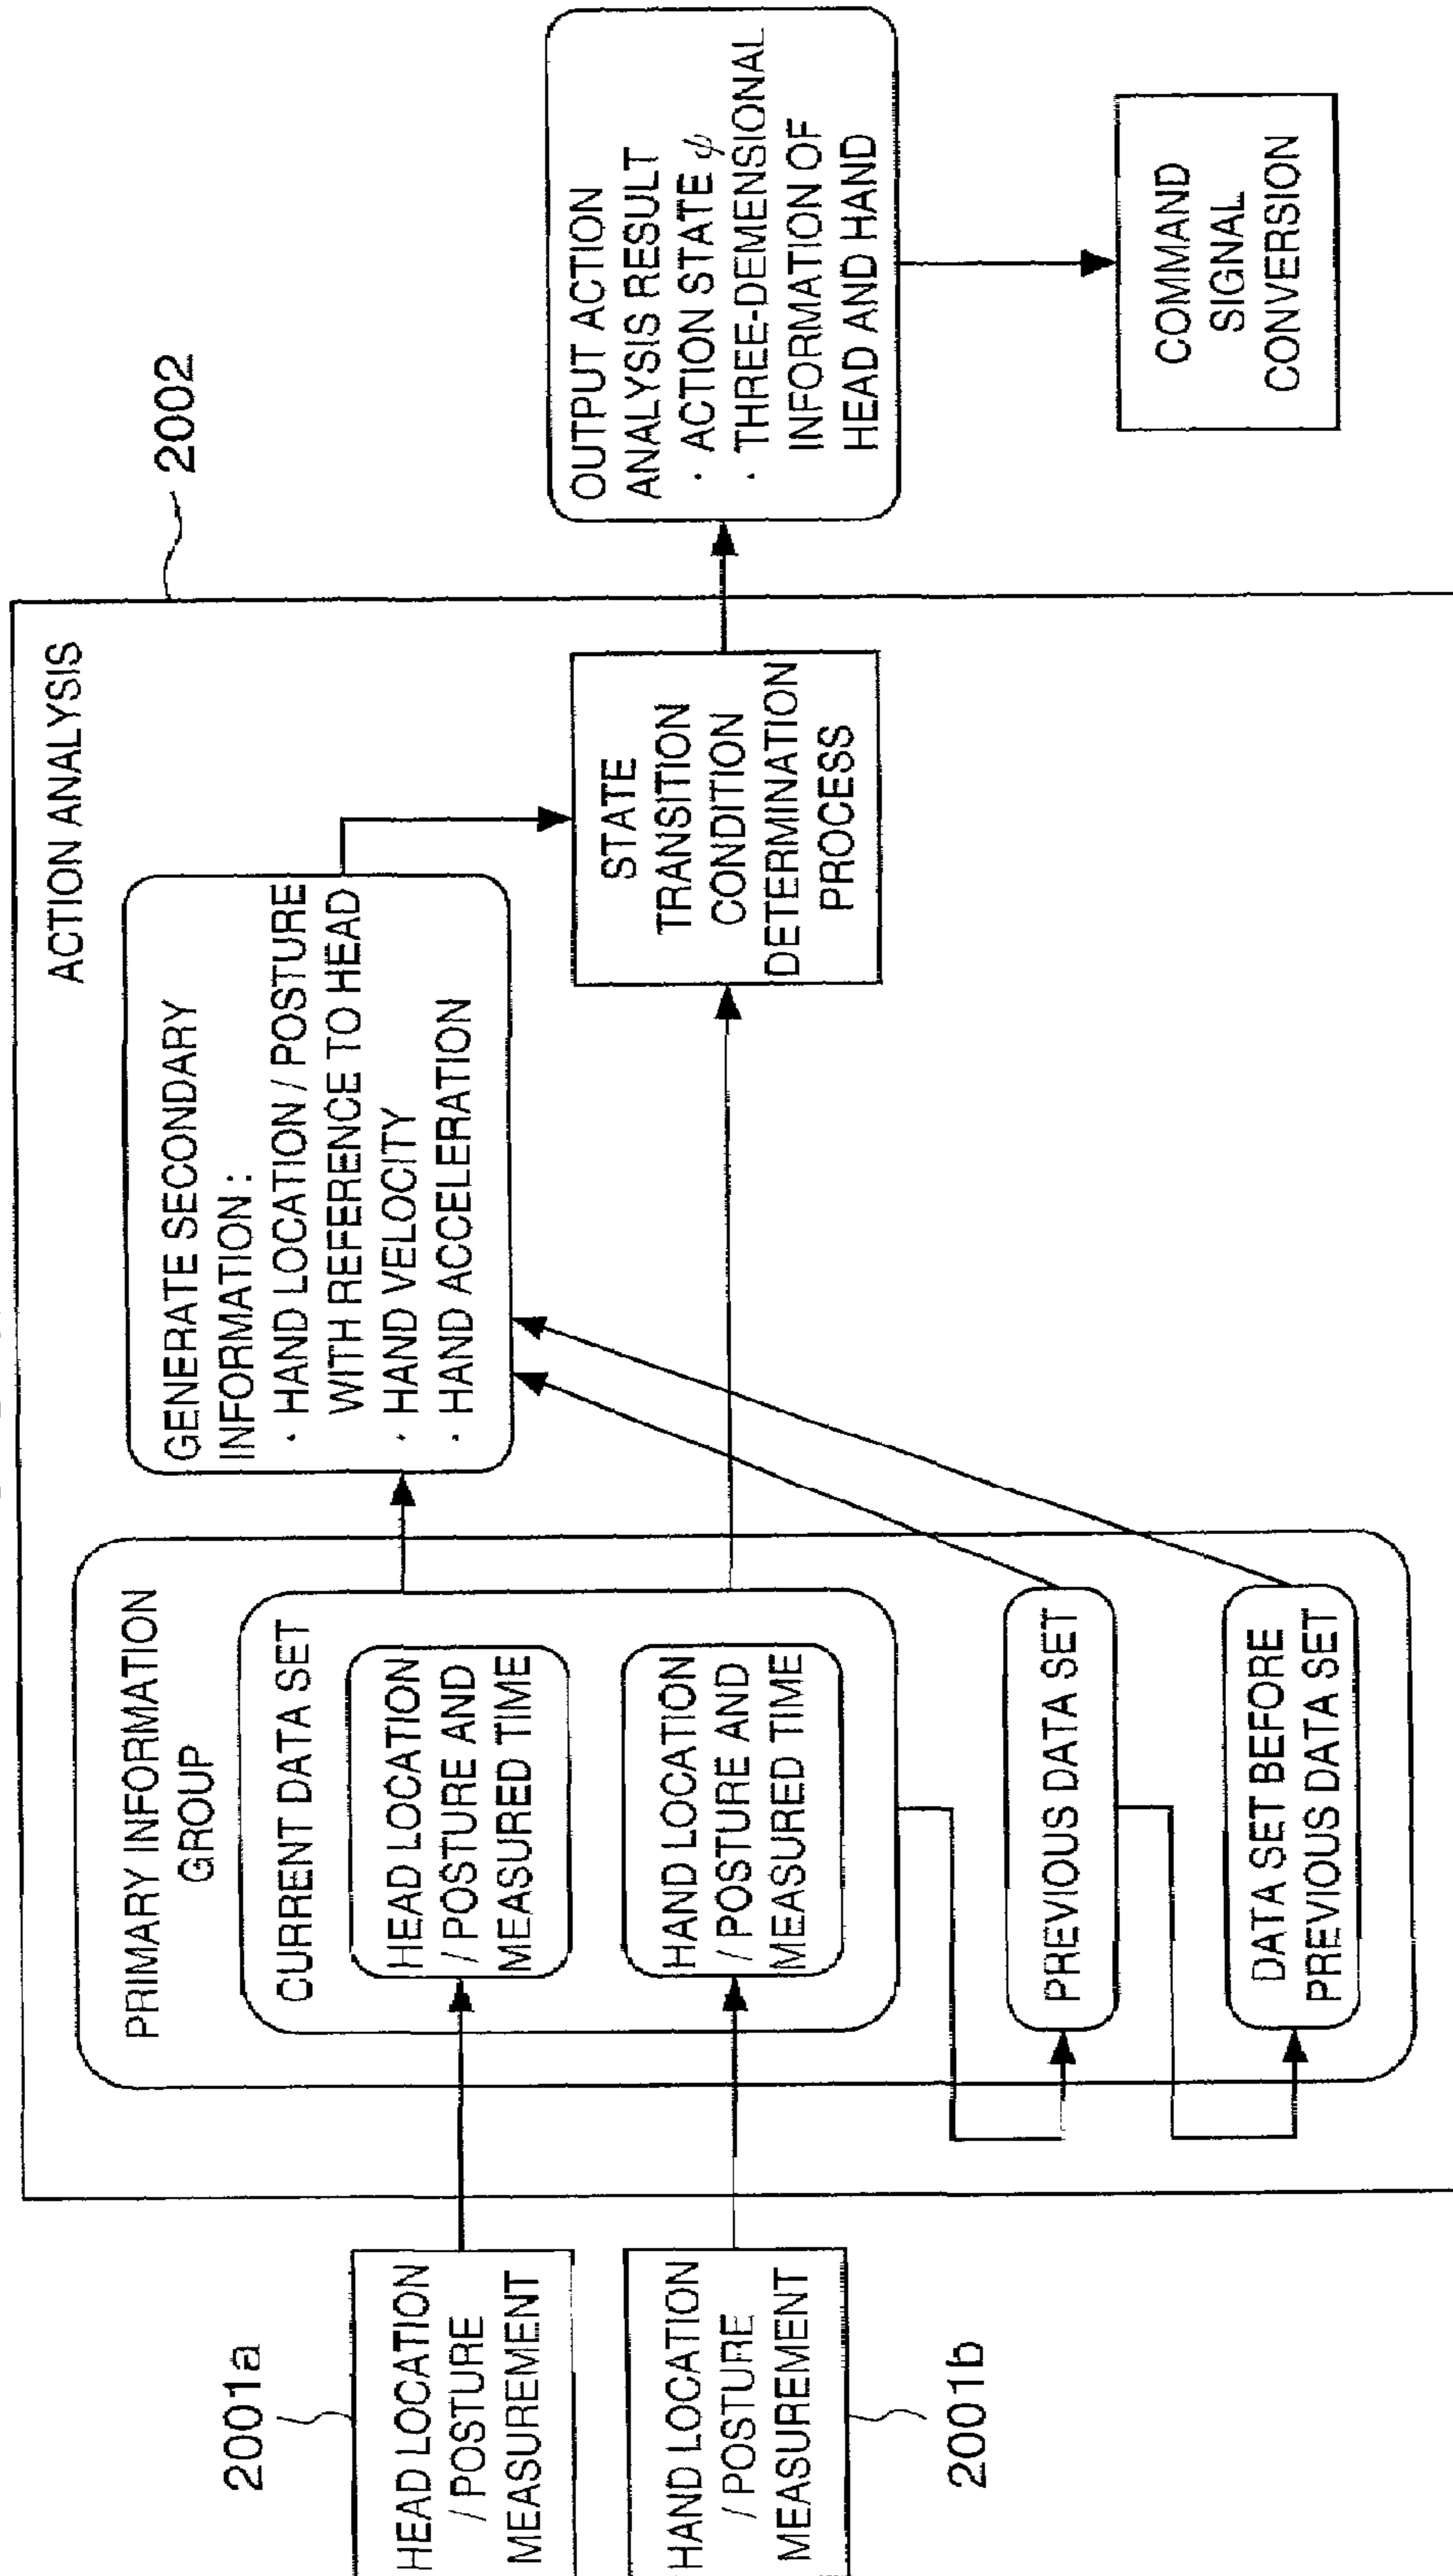 2001a
HEAD LOCATION
/ POSTURE
MEASUREMENT
HAND LOCATION
/ POSTURE
MEASUREMENT
2001b
2002
ACTION ANALYSIS
PRIMARY INFORMATION
GROUP
CURRENT DATA SET
HEAD LOCATION
/ POSTURE AND
MEASURED TIME
HAND LOCATION
/ POSTURE AND
MEASURED TIME
PREVIOUS DATA SET
DATA SET BEFORE
PREVIOUS DATA SET
GENERATE SECONDARY
INFORMATION :
· HAND LOCATION / POSTURE
WITH REFERENCE TO HEAD
· HAND VELOCITY
· HAND ACCELERATION
STATE
TRANSITION
CONDITION
DETERMINATION
PROCESS
OUTPUT ACTION
ANALYSIS RESULT
· ACTION STATE ψ
· THREE-DEMENSIONAL
INFORMATION OF
HEAD AND HAND
COMMAND
SIGNAL
CONVERSION